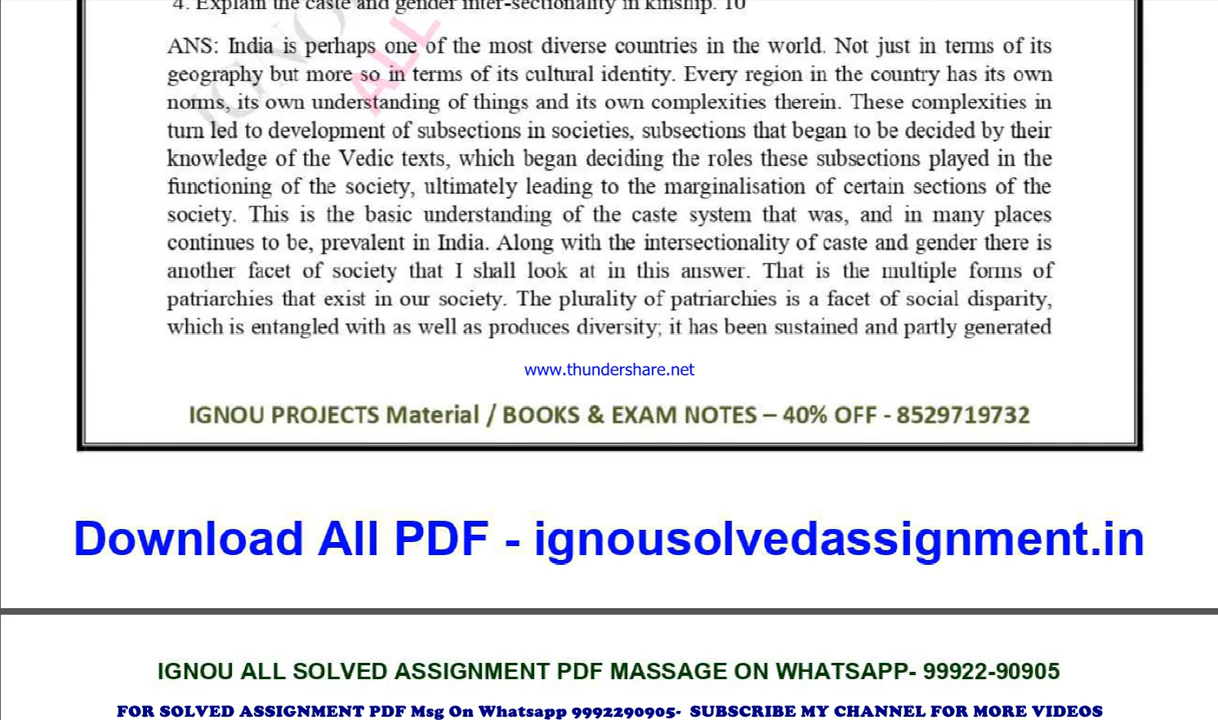 4. Explain the caste and gender inter-sectionality in kinship. 10
ANS: India is perhaps one of the most diverse countries in the world. Not just in terms of its
geography but more so in terms of its cultural identity. Every region in the country has its own
norms, its own understanding of things and its own complexities therein. These complexities in
turn led to development of subsections in societies, subsections that began to be decided by their
knowledge of the Vedic texts, which began deciding the roles these subsections played in the
functioning of the society, ultimately leading to the marginalisation of certain sections of the
society. This is the basic understanding of the caste system that was, and in many places
continues to be, prevalent in India. Along with the intersectionality of caste and gender there is
another facet of society that I shall look at in this answer. That is the multiple forms of
patriarchies that exist in our society. The plurality of patriarchies is a facet of social disparity,
which is entangled with as well as produces diversity; it has been sustained and partly generated
IGNO
ALL
www.thundershare.net
IGNOU PROJECTS Material / BOOKS & EXAM NOTES – 40% OFF - 8529719732
Download All PDF - ignousolvedassignment.in
IGNOU ALL SOLVED ASSIGNMENT PDF MASSAGE ON WHATSAPP- 99922-90905
FOR SOLVED ASSIGNMENT PDF Msg On Whatsapp 9992290905- SUBSCRIBE MY CHANNEL FOR MORE VIDEOS